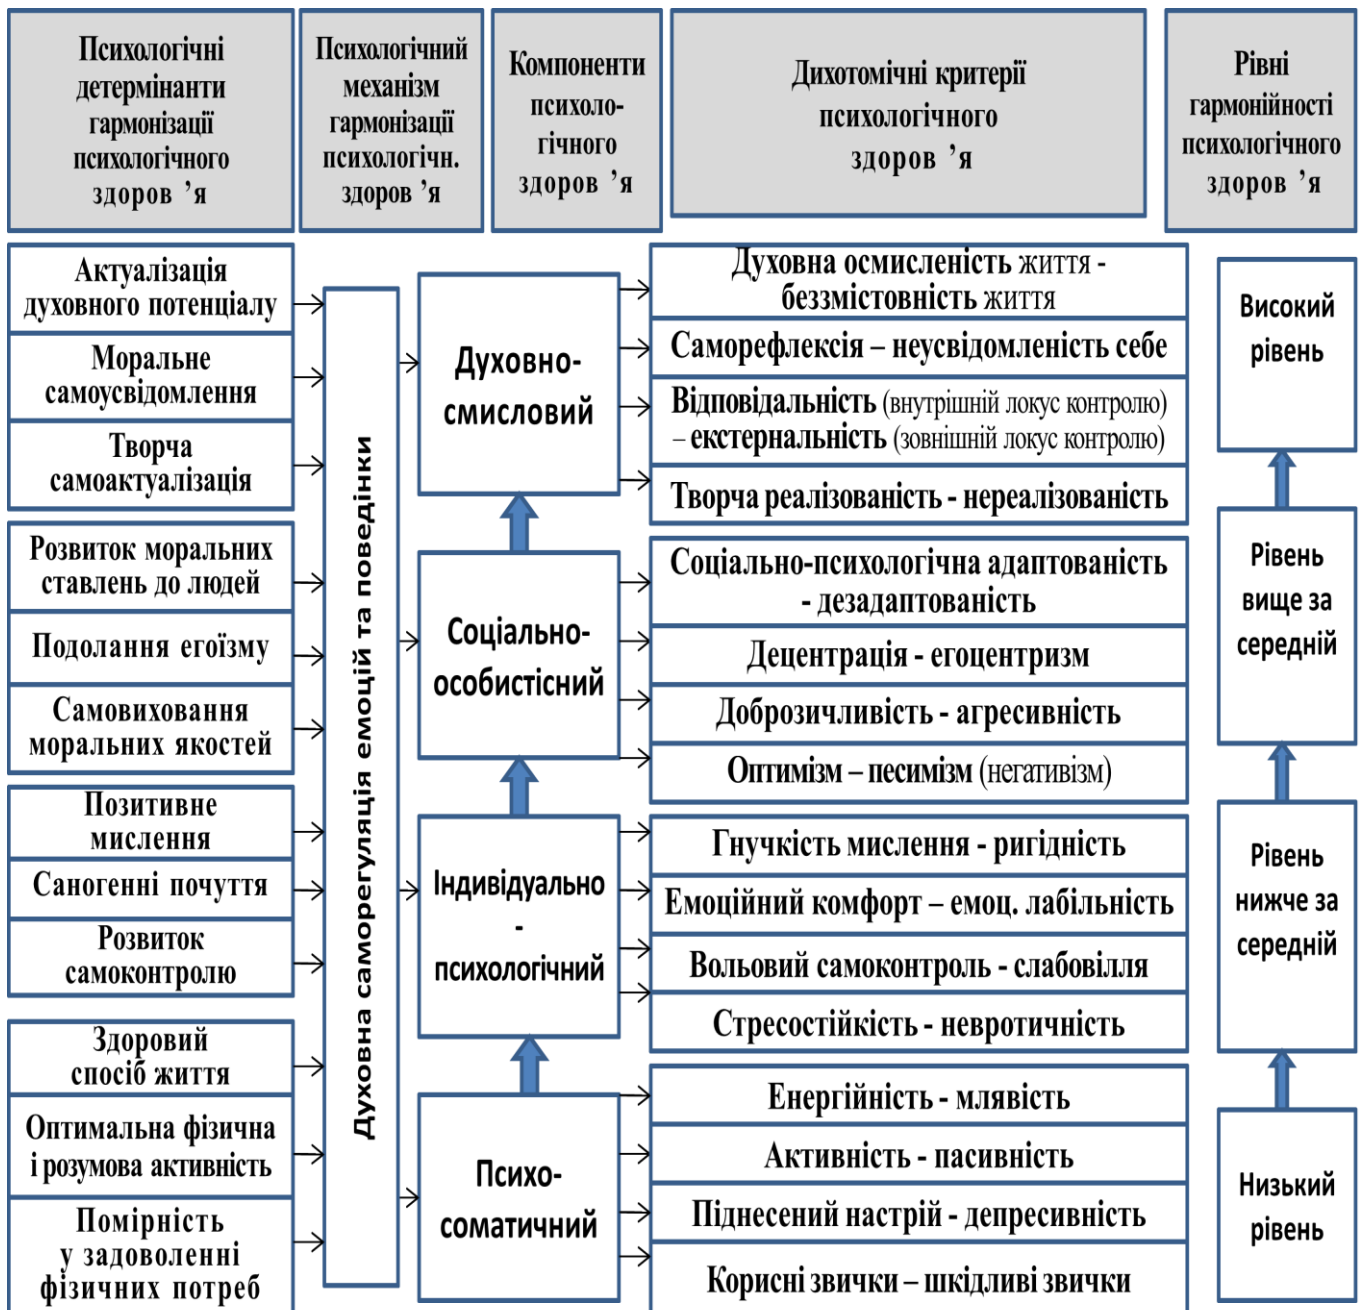 Психологічні
детермінанти
гармонізації
психологічного
здоров ’я
Психологічний
механізм
гармонізації
психологічн.
здоров ’я
Компоненти
психоло-
гічного
здоров ’я
Дихотомічні критерії
психологічного
здоров ’я
Рівні
гармонійності
психологічного
здоров ’я
Актуалізація
духовного потенціалу
Моральне
самоусвідомлення
Творча
самоактуалізація
Розвиток моральних
ставлень до людей
Подолання егоїзму
Самовиховання
моральних якостей
Позитивне
мислення
Саногенні почуття
Розвиток
самоконтролю
Здоровий
спосіб життя
Оптимальна фізична
і розумова активність
Помірність
у задоволенні
фізичних потреб
Духовна саморегуляція емоцій та поведінки
Духовно-
смисловий
Соціально-
особистісний
Індивідуально
-
психологічний
Психо-
соматичний
Духовна осмисленість життя -
беззмістовність життя
Саморефлексія – неусвідомленість себе
Відповідальність (внутрішній локус контролю)
– екстернальність (зовнішній локус контролю)
Творча реалізованість - нереалізованість
Соціально-психологічна адаптованість
- дезадаптованість
Децентрація - егоцентризм
Доброзичливість - агресивність
Оптимізм – песимізм (негативізм)
Гнучкість мислення - ригідність
Емоційний комфорт – емоц. лабільність
Вольовий самоконтроль - слабовілля
Стресостійкість - невротичність
Енергійність - млявість
Активність - пасивність
Піднесений настрій - депресивність
Корисні звички – шкідливі звички
Високий
рівень
Рівень
вище за
середній
Рівень
нижче за
середній
Низький
рівень